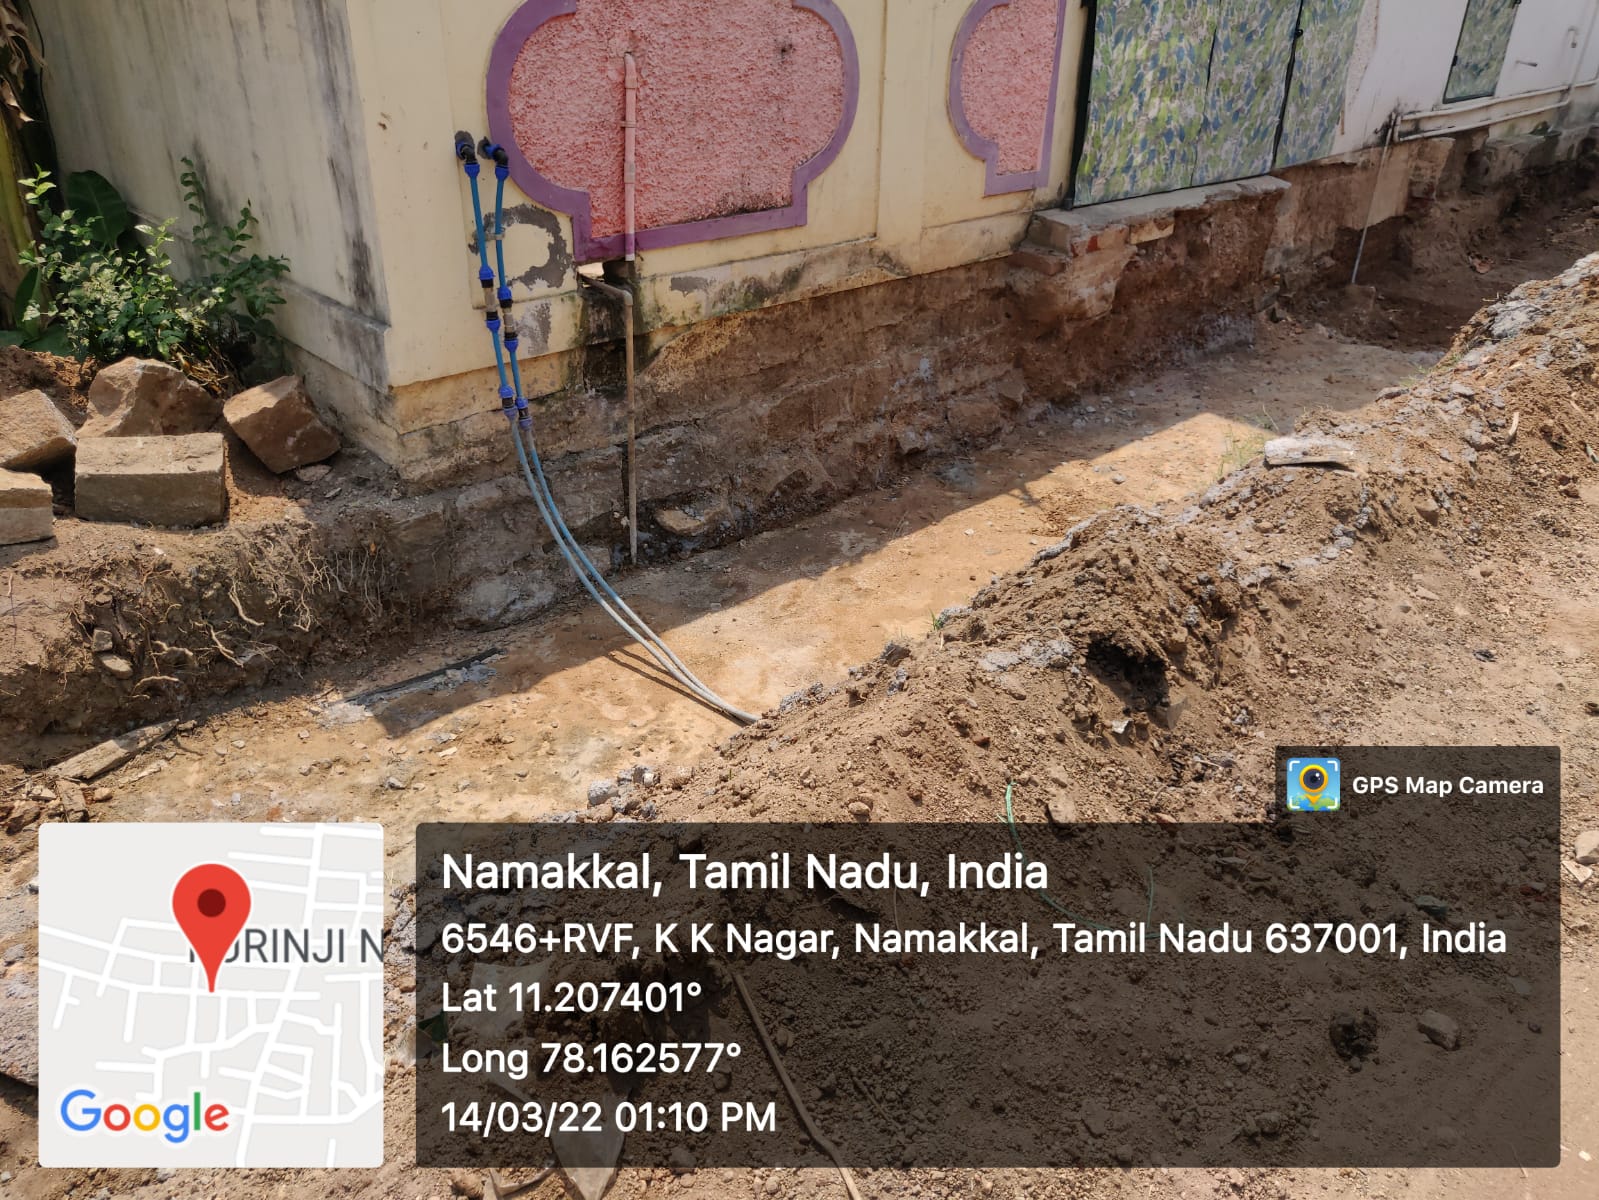 GPS Map Camera
Namakkal, Tamil Nadu, India
6546+RVF, K K Nagar, Namakkal, Tamil Nadu 637001, India
Lat 11.207401°
Long 78.162577°
14/03/22 01:10 PM
Google